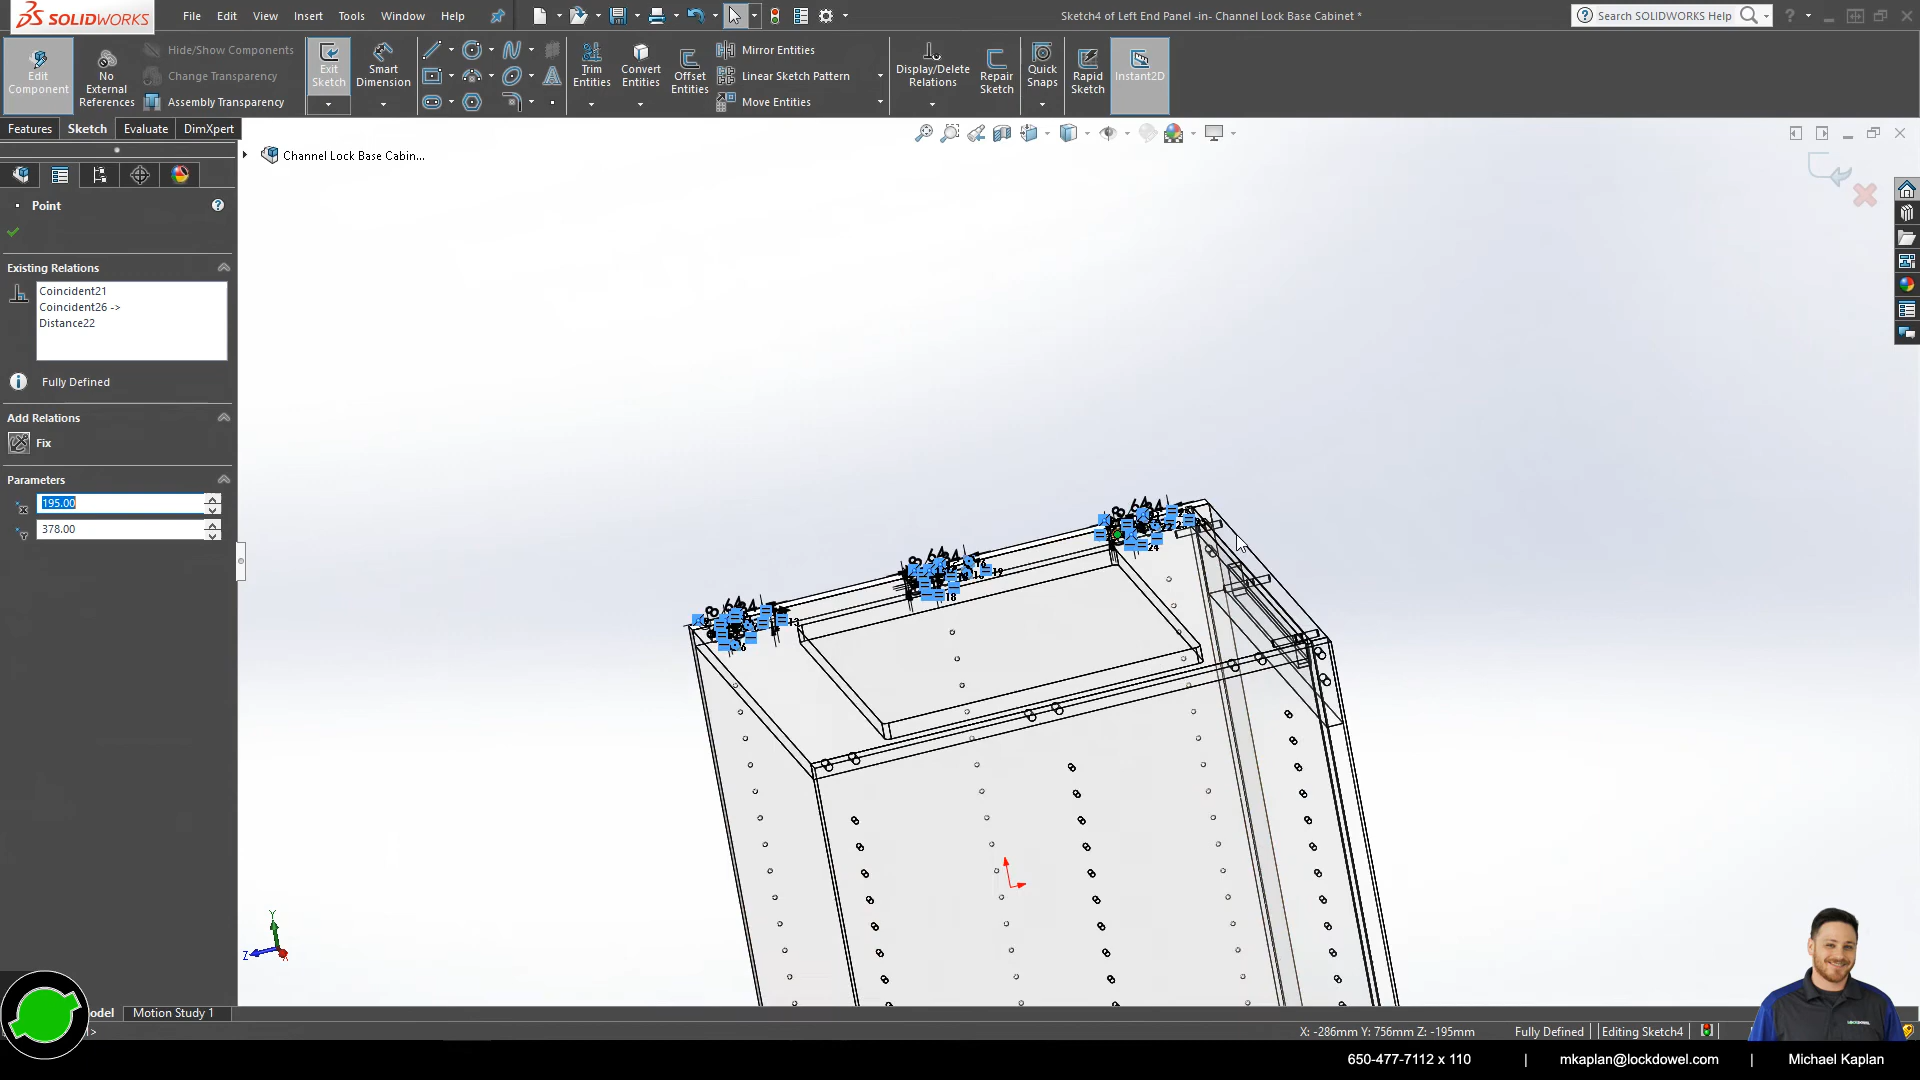 SOLIDWORKS
File Edit View Insert Tools Window Help
Sketch4 of Left End Panel -in- Channel Lock Base Cabinet *
Search SOLIDWORKS Help
Edit Component
No External References
Hide/Show Components
Change Transparency
Assembly Transparency
Exit Sketch
Smart Dimension
Trim Entities
Convert Entities
Offset Entities
Mirror Entities
Linear Sketch Pattern
Move Entities
Display/Delete Relations
Repair Sketch
Quick Snaps
Rapid Sketch
Instant2D
Features Sketch Evaluate DimXpert
Channel Lock Base Cabin...
Point
Existing Relations
Coincident21
Coincident26 ->
Distance22
Fully Defined
Add Relations
Fix
Parameters
195.00
378.00
Y
Z
odel Motion Study 1
X: -286mm Y: 756mm Z: -195mm Fully Defined Editing Sketch4
650-477-7112 x 110 | mkaplan@lockdowel.com | Michael Kaplan